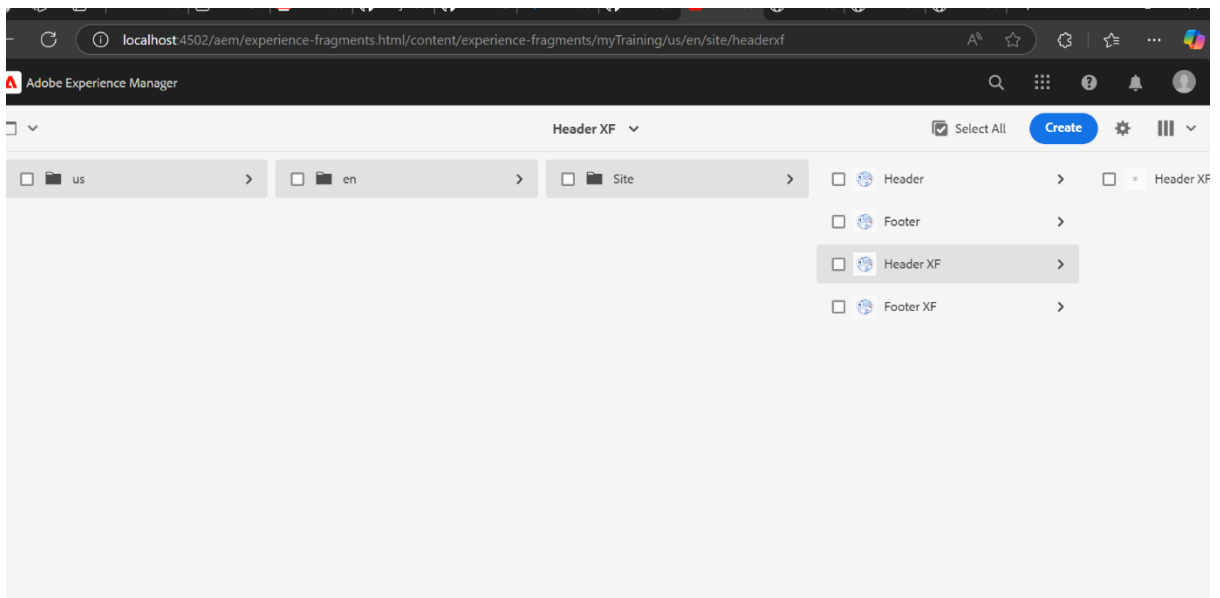 localhost:4502/aem/experience-fragments.html/content/experience-fragments/myTraining/us/en/site/headerxf
Adobe Experience Manager
Header XF
Select All
Create
us
en
Site
Header
Header XF
Footer
Header XF
Footer XF